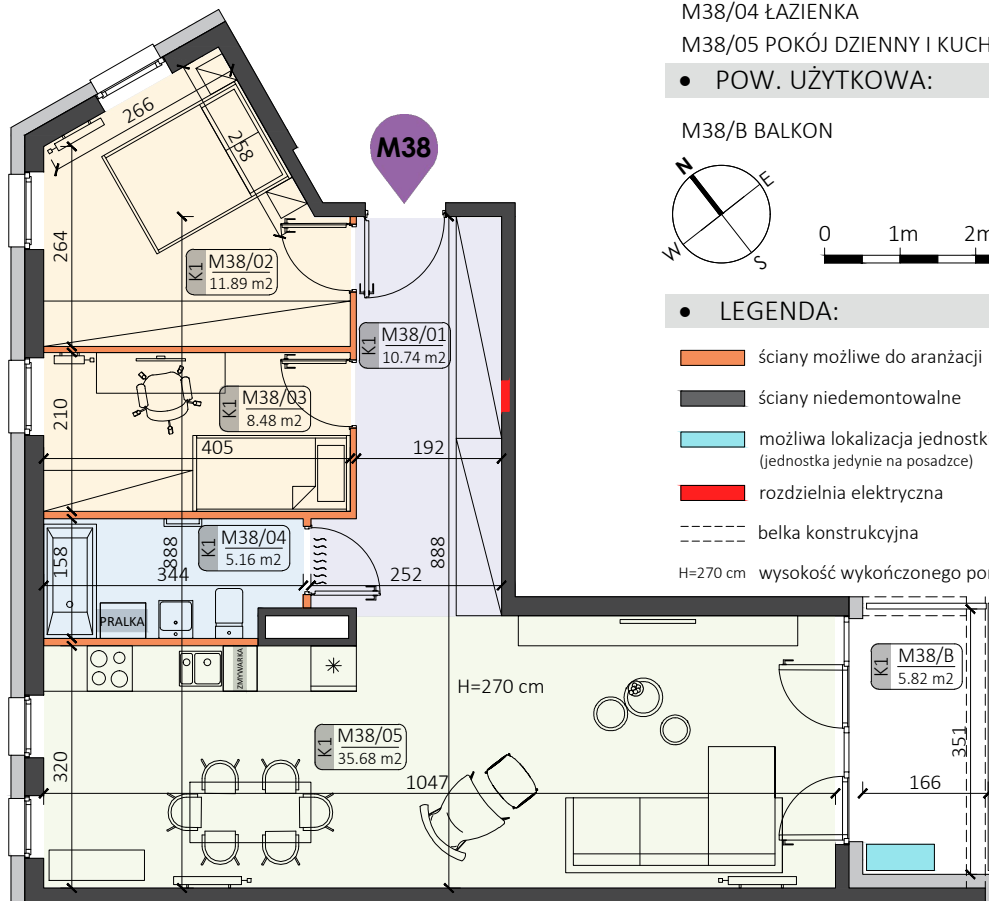 M38/04 ŁAZIENKA
M38/05 POKÓJ DZIENNY I KUCH
• POW. UŻYTKOWA:
M38/B BALKON
N
E
W
S
0 1m 2m
• LEGENDA:
ściany możliwe do aranżacji
ściany niedemontowalne
możliwa lokalizacja jednostk
(jednostka jedynie na posadzce)
rozdzielnia elektryczna
belka konstrukcyjna
H=270 cm wysokość wykończonego po
M38
266
258
264
K1 M38/02
11.89 m2
K1 M38/01
10.74 m2
210
K1 M38/03
8.48 m2
405
192
158
888
K1 M38/04
5.16 m2
344
252
888
PRALKA
ZMYWARKA
H=270 cm
K1 M38/B
5.82 m2
K1 M38/05
35.68 m2
320
1047
166
351